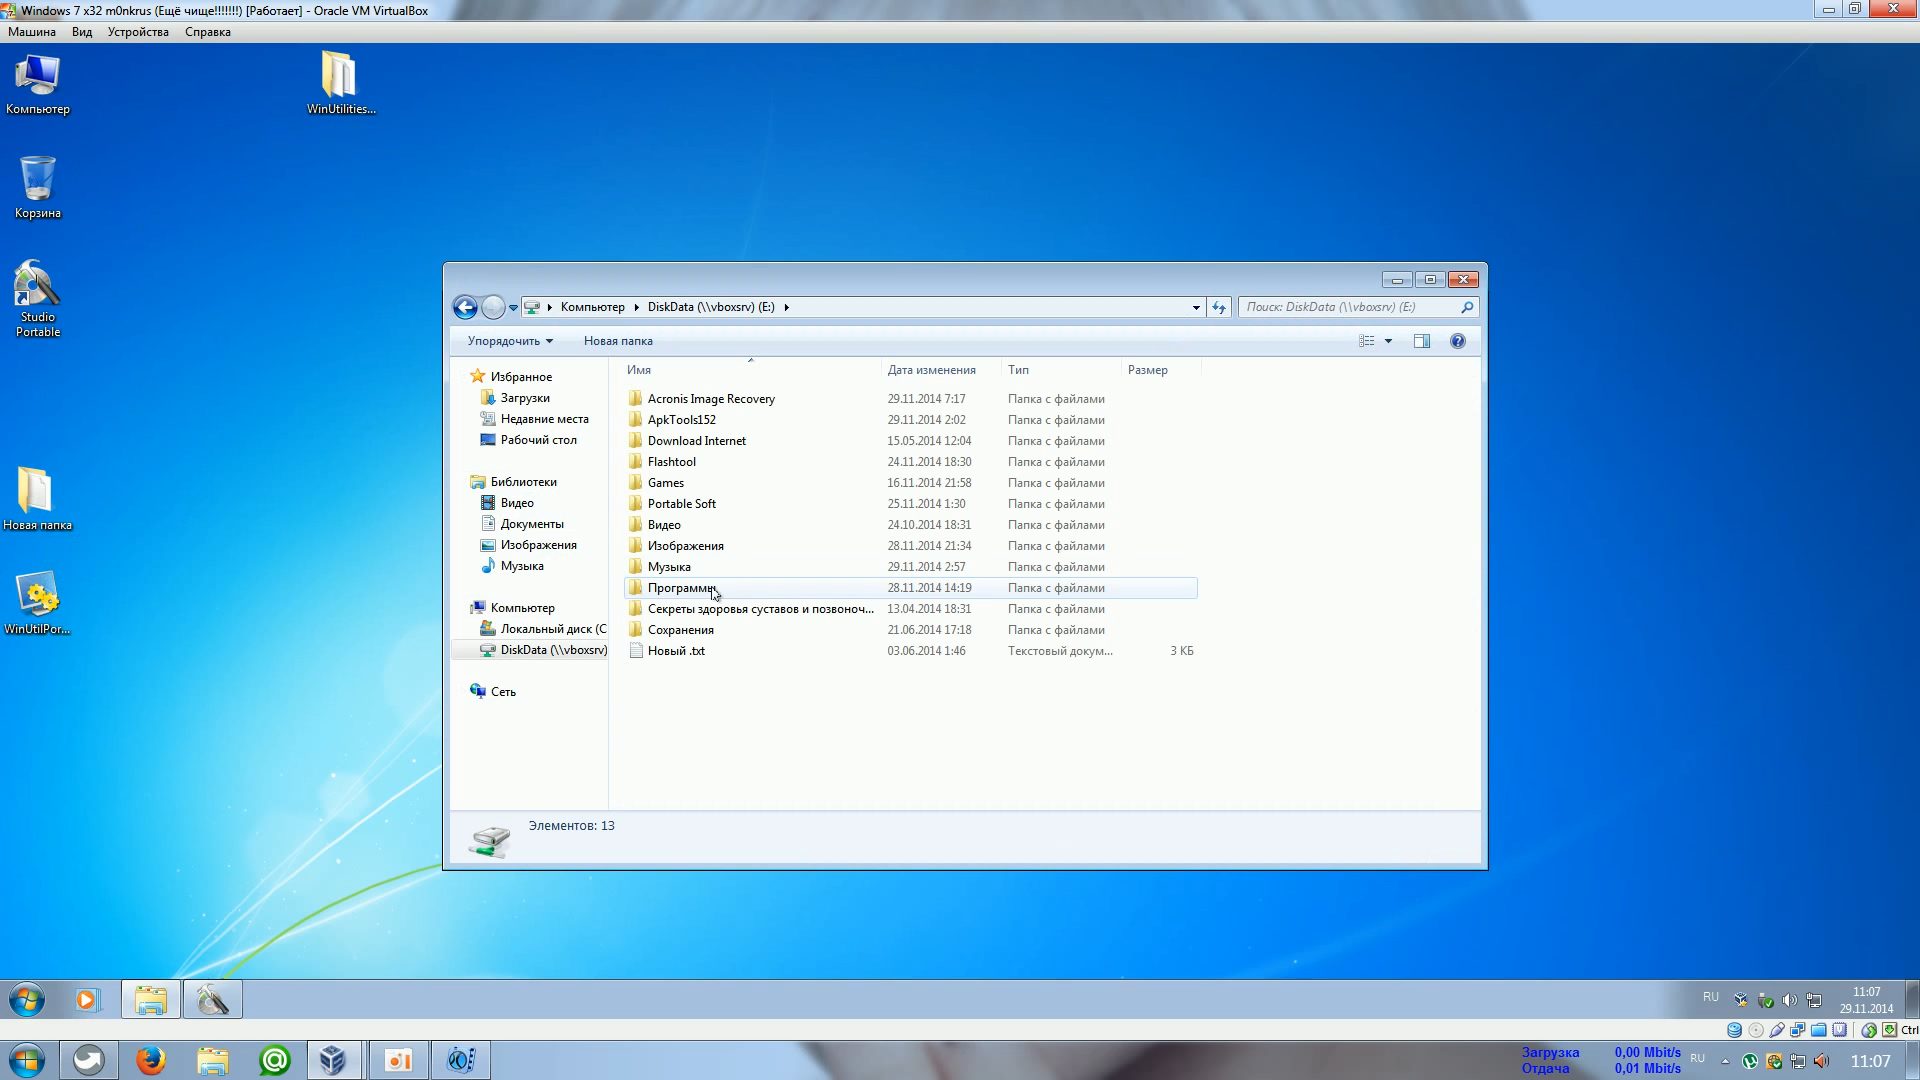 Windows 7 x32 m0nkrus (Ещё чище!!!!!!!) [Работает] - Oracle VM VirtualBox
Машина Вид Устройства Справка
Компьютер
WinUtilities...
Корзина
Studio
Portable
Новая папка
WinUtilPor...
Компьютер DiskData (\\vboxsrv) (E:)
Поиск: DiskData (\\vboxsrv) (E:)
Упорядочить Новая папка
Избранное
Загрузки
Недавние места
Рабочий стол
Библиотеки
Видео
Документы
Изображения
Музыка
Компьютер
Локальный диск (C
DiskData (\\vboxsrv)
Сеть
Имя Дата изменения Тип Размер
Acronis Image Recovery 29.11.2014 7:17 Папка с файлами
ApkTools152 29.11.2014 2:02 Папка с файлами
Download Internet 15.05.2014 12:04 Папка с файлами
Flashtool 24.11.2014 18:30 Папка с файлами
Games 16.11.2014 21:58 Папка с файлами
Portable Soft 25.11.2014 1:30 Папка с файлами
Видео 24.10.2014 18:31 Папка с файлами
Изображения 28.11.2014 21:34 Папка с файлами
Музыка 29.11.2014 2:57 Папка с файлами
Программы 28.11.2014 14:19 Папка с файлами
Секреты здоровья суставов и позвоноч... 13.04.2014 18:31 Папка с файлами
Сохранения 21.06.2014 17:18 Папка с файлами
Новый .txt 03.06.2014 1:46 Текстовый докум... 3 КБ
Элементов: 13
RU 11:07
29.11.2014
Ctrl
Загрузка 0,00 Mbit/s RU 11:07
Отдача 0,01 Mbit/s